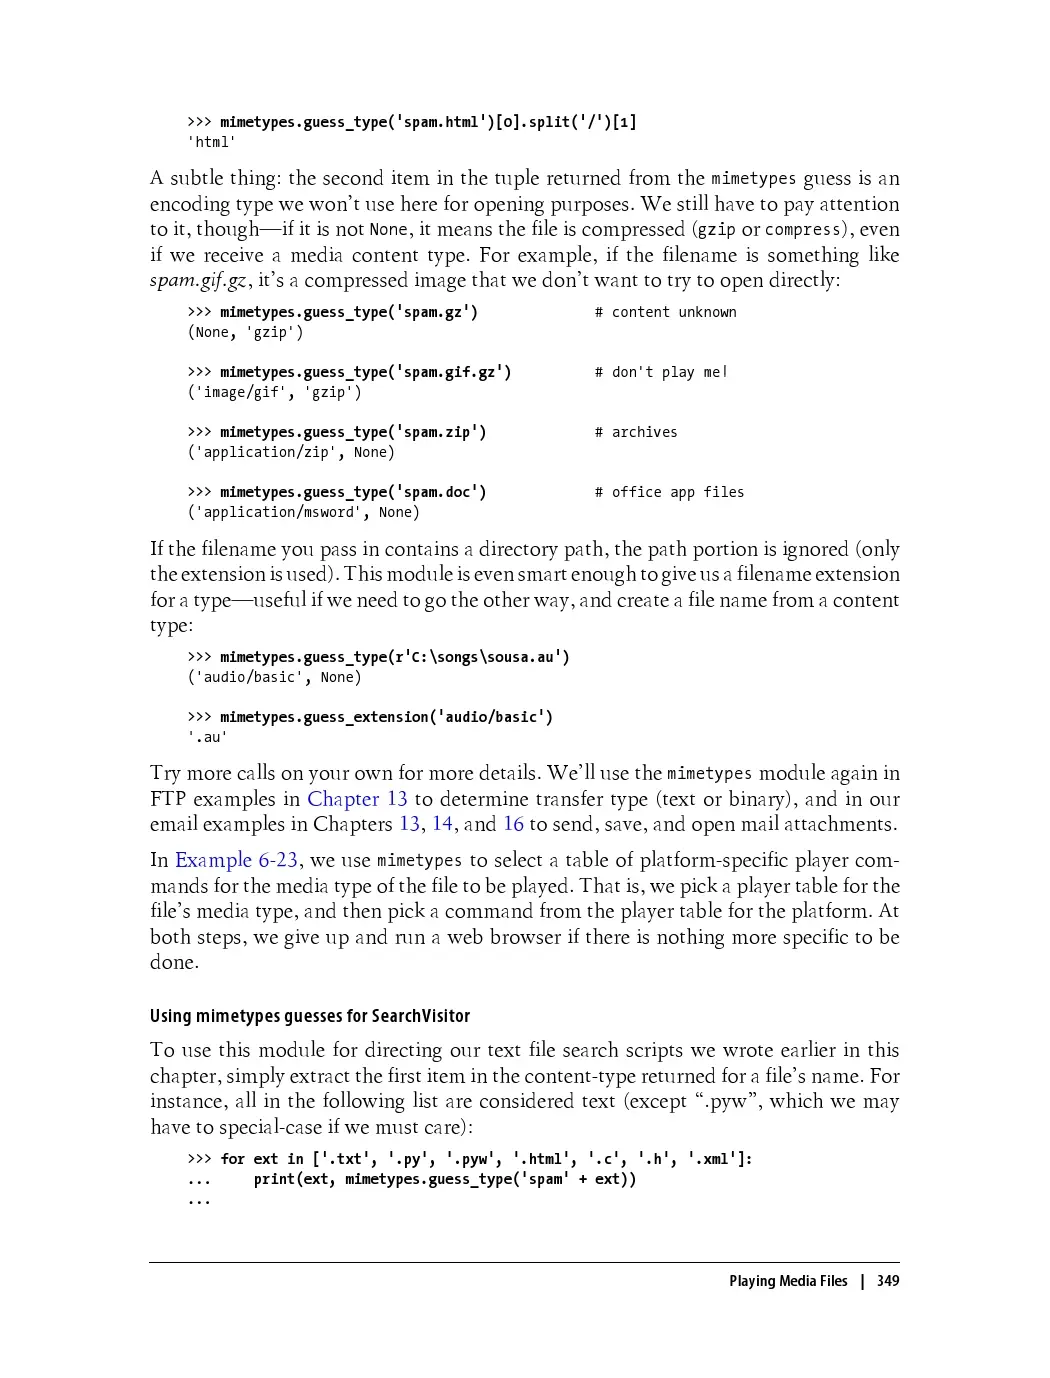 >>> mimetypes.guess_type('spam.html')[0].split('/')[1]
'html'
A subtle thing: the second item in the tuple returned from the mimetypes guess is an
encoding type we won’t use here for opening purposes. We still have to pay attention
to it, though—if it is not None, it means the file is compressed (gzip or compress), even
if we receive a media content type. For example, if the filename is something like
spam.gif.gz, it’s a compressed image that we don’t want to try to open directly:
>>> mimetypes.guess_type('spam.gz') # content unknown
(None, 'gzip')
>>> mimetypes.guess_type('spam.gif.gz') # don't play me!
('image/gif', 'gzip')
>>> mimetypes.guess_type('spam.zip') # archives
('application/zip', None)
>>> mimetypes.guess_type('spam.doc') # office app files
('application/msword', None)
If the filename you pass in contains a directory path, the path portion is ignored (only
the extension is used). This module is even smart enough to give us a filename extension
for a type—useful if we need to go the other way, and create a file name from a content
type:
>>> mimetypes.guess_type(r'C:\songs\sousa.au')
('audio/basic', None)
>>> mimetypes.guess_extension('audio/basic')
'.au'
Try more calls on your own for more details. We’ll use the mimetypes module again in
FTP examples in Chapter 13 to determine transfer type (text or binary), and in our
email examples in Chapters 13, 14, and 16 to send, save, and open mail attachments.
In Example 6-23, we use mimetypes to select a table of platform-specific player com-
mands for the media type of the file to be played. That is, we pick a player table for the
file’s media type, and then pick a command from the player table for the platform. At
both steps, we give up and run a web browser if there is nothing more specific to be
done.
Using mimetypes guesses for SearchVisitor
To use this module for directing our text file search scripts we wrote earlier in this
chapter, simply extract the first item in the content-type returned for a file’s name. For
instance, all in the following list are considered text (except “.pyw”, which we may
have to special-case if we must care):
>>> for ext in ['.txt', '.py', '.pyw', '.html', '.c', '.h', '.xml']:
... print(ext, mimetypes.guess_type('spam' + ext))
...
Playing Media Files | 349